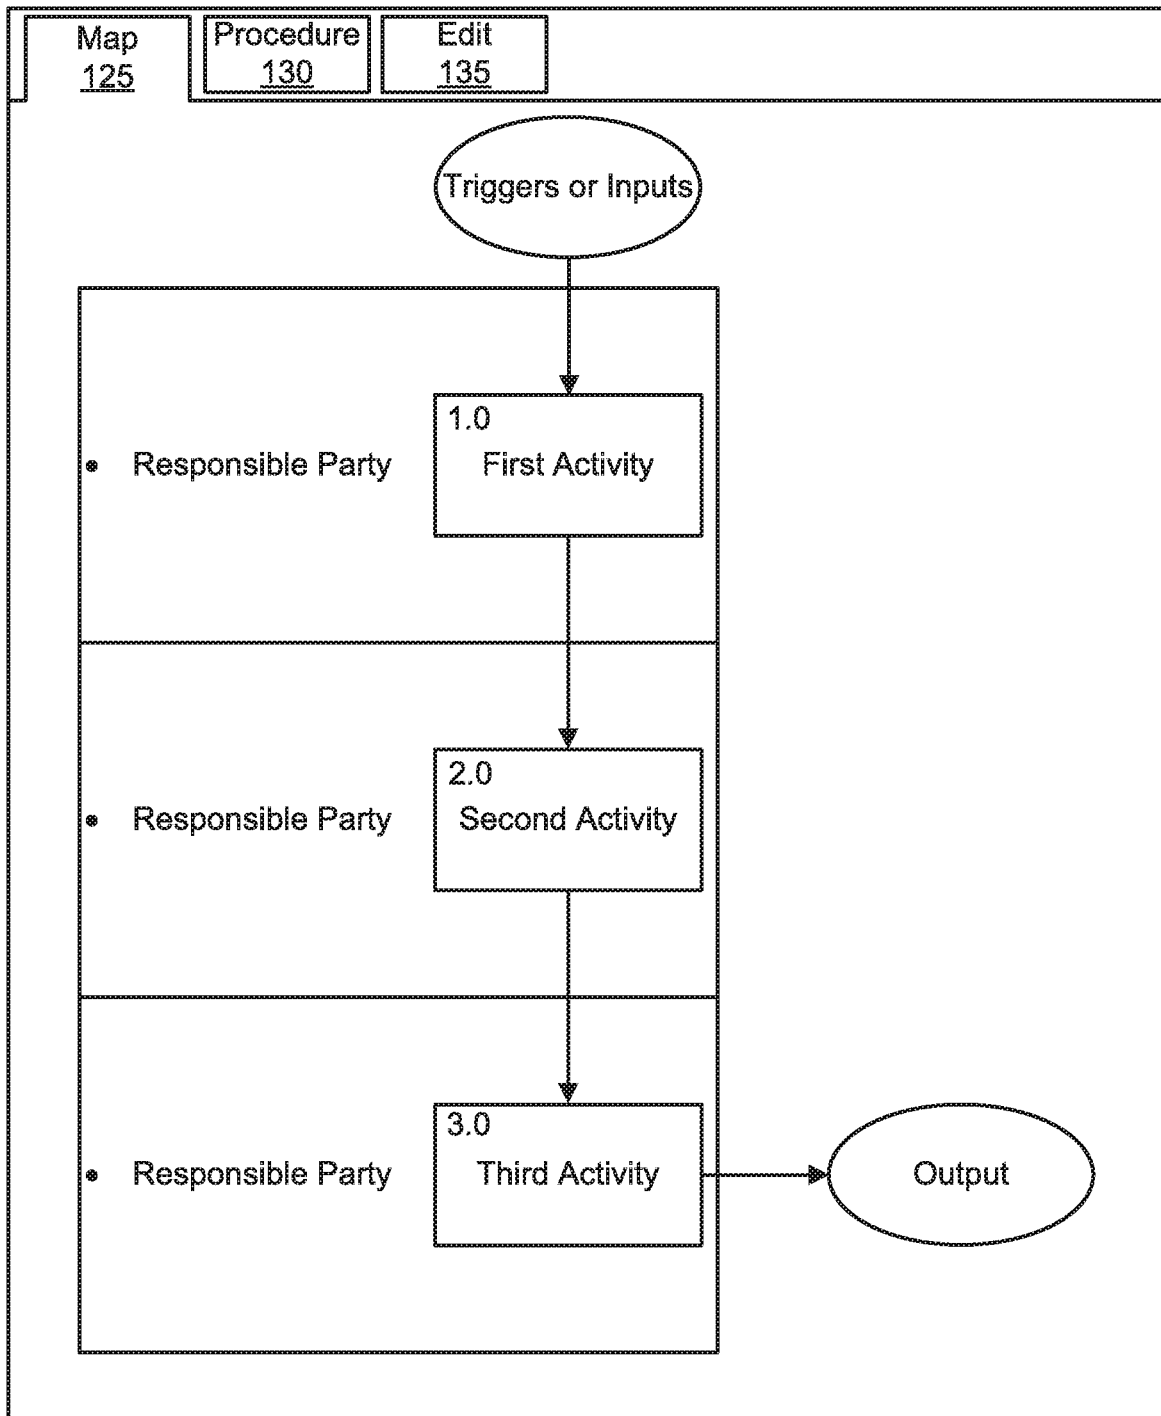 Map
125
Procedure
130
Edit
135
Triggers or Inputs
1.0
• Responsible Party
First Activity
2.0
• Responsible Party
Second Activity
3.0
• Responsible Party
Third Activity
Output